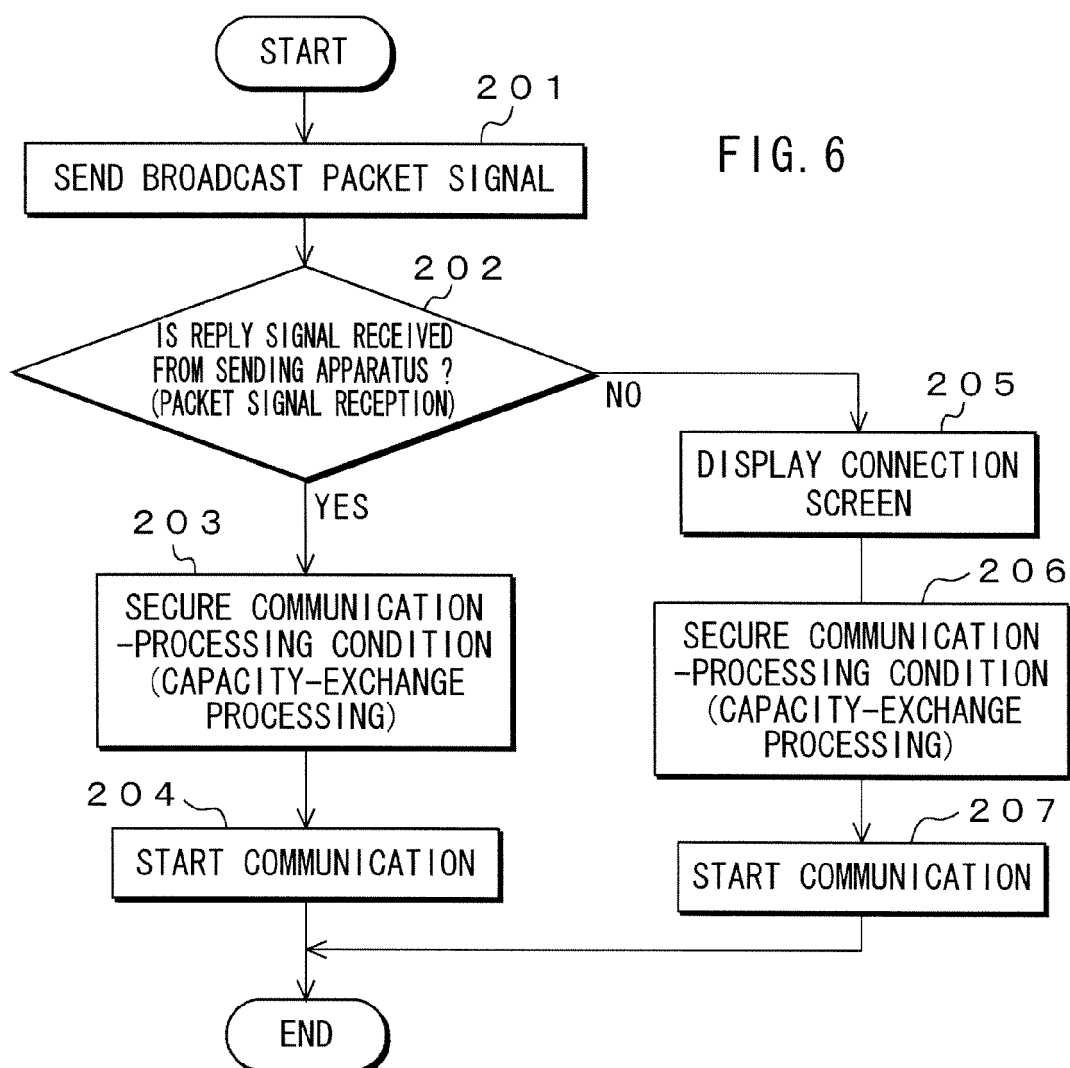 START
201
SEND BROADCAST PACKET SIGNAL
FIG. 6
202
IS REPLY SIGNAL RECEIVED
FROM SENDING APPARATUS ?
(PACKET SIGNAL RECEPTION)
NO
YES
205
DISPLAY CONNECTION
SCREEN
203
SECURE COMMUNICATION
-PROCESSING CONDITION
(CAPACITY-EXCHANGE
PROCESSING)
206
SECURE COMMUNICATION
-PROCESSING CONDITION
(CAPACITY-EXCHANGE
PROCESSING)
204
START COMMUNICATION
207
START COMMUNICATION
END